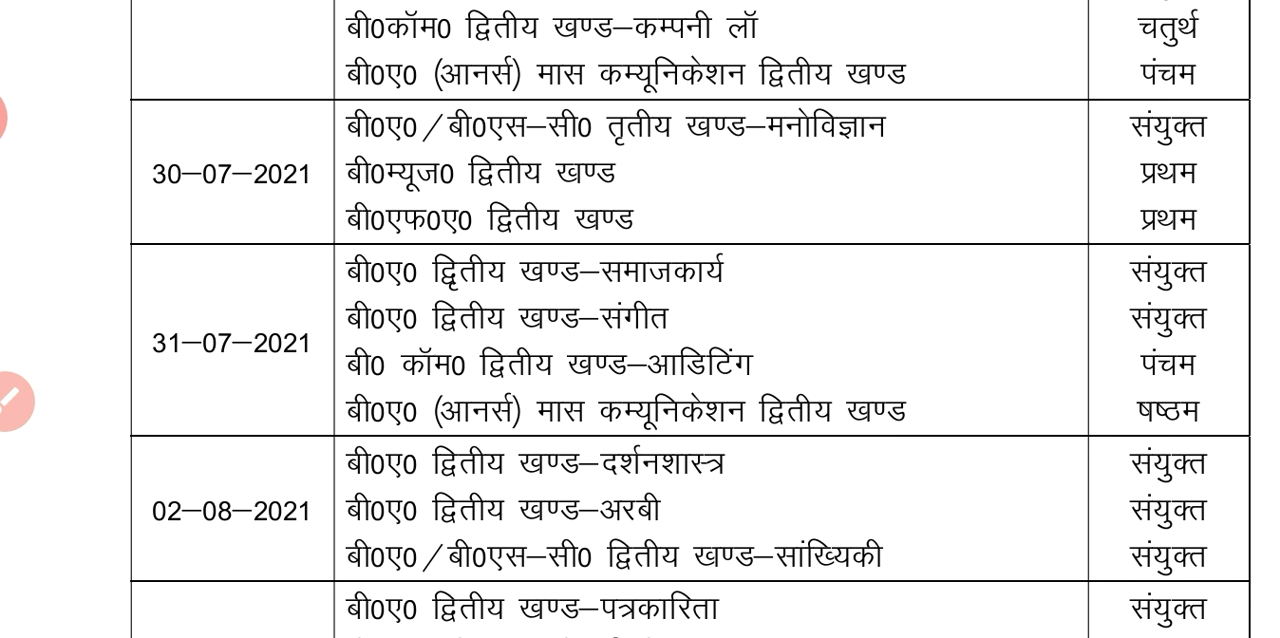 बी0कॉम0 द्वितीय खण्ड–कम्पनी लॉ चतुर्थ
बी0ए0 (आनर्स) मास कम्यूनिकेशन द्वितीय खण्ड पंचम
30–07–2021
बी0ए0/बी0एस–सी0 तृतीय खण्ड–मनोविज्ञान संयुक्त
बी0म्यूज0 द्वितीय खण्ड प्रथम
बी0एफ0ए0 द्वितीय खण्ड प्रथम
31–07–2021
बी0ए0 द्वितीय खण्ड–समाजकार्य संयुक्त
बी0ए0 द्वितीय खण्ड–संगीत संयुक्त
बी0 कॉम0 द्वितीय खण्ड–आडिटिंग पंचम
बी0ए0 (आनर्स) मास कम्यूनिकेशन द्वितीय खण्ड षष्ठम
02–08–2021
बी0ए0 द्वितीय खण्ड–दर्शनशास्त्र संयुक्त
बी0ए0 द्वितीय खण्ड–अरबी संयुक्त
बी0ए0/बी0एस–सी0 द्वितीय खण्ड–सांख्यिकी संयुक्त
बी0ए0 द्वितीय खण्ड–पत्रकारिता संयुक्त